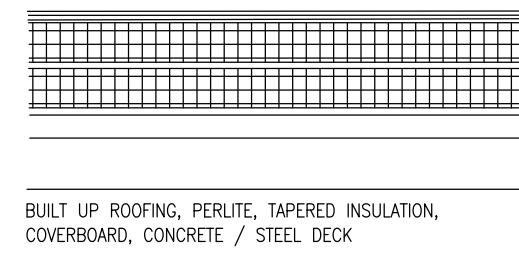 BUILT UP ROOFING, PERLITE, TAPERED INSULATION,
COVERBOARD, CONCRETE / STEEL DECK